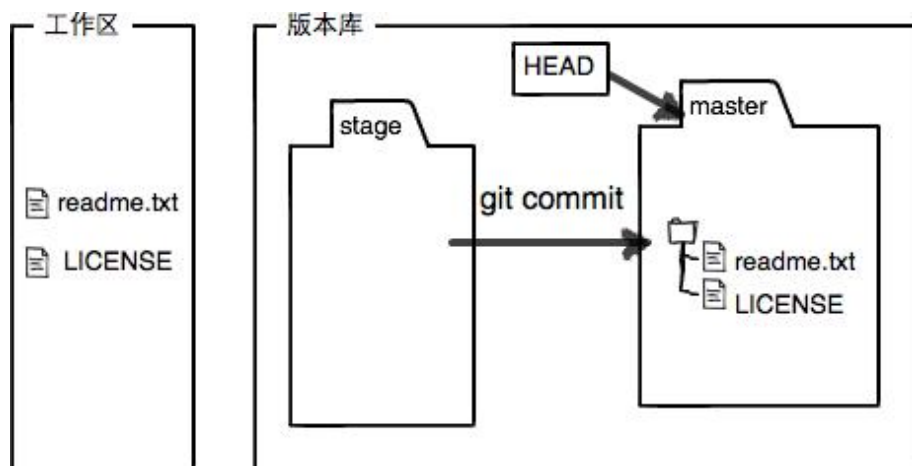 工作区
版本库
HEAD
stage
master
git commit
readme.txt
LICENSE
readme.txt
LICENSE